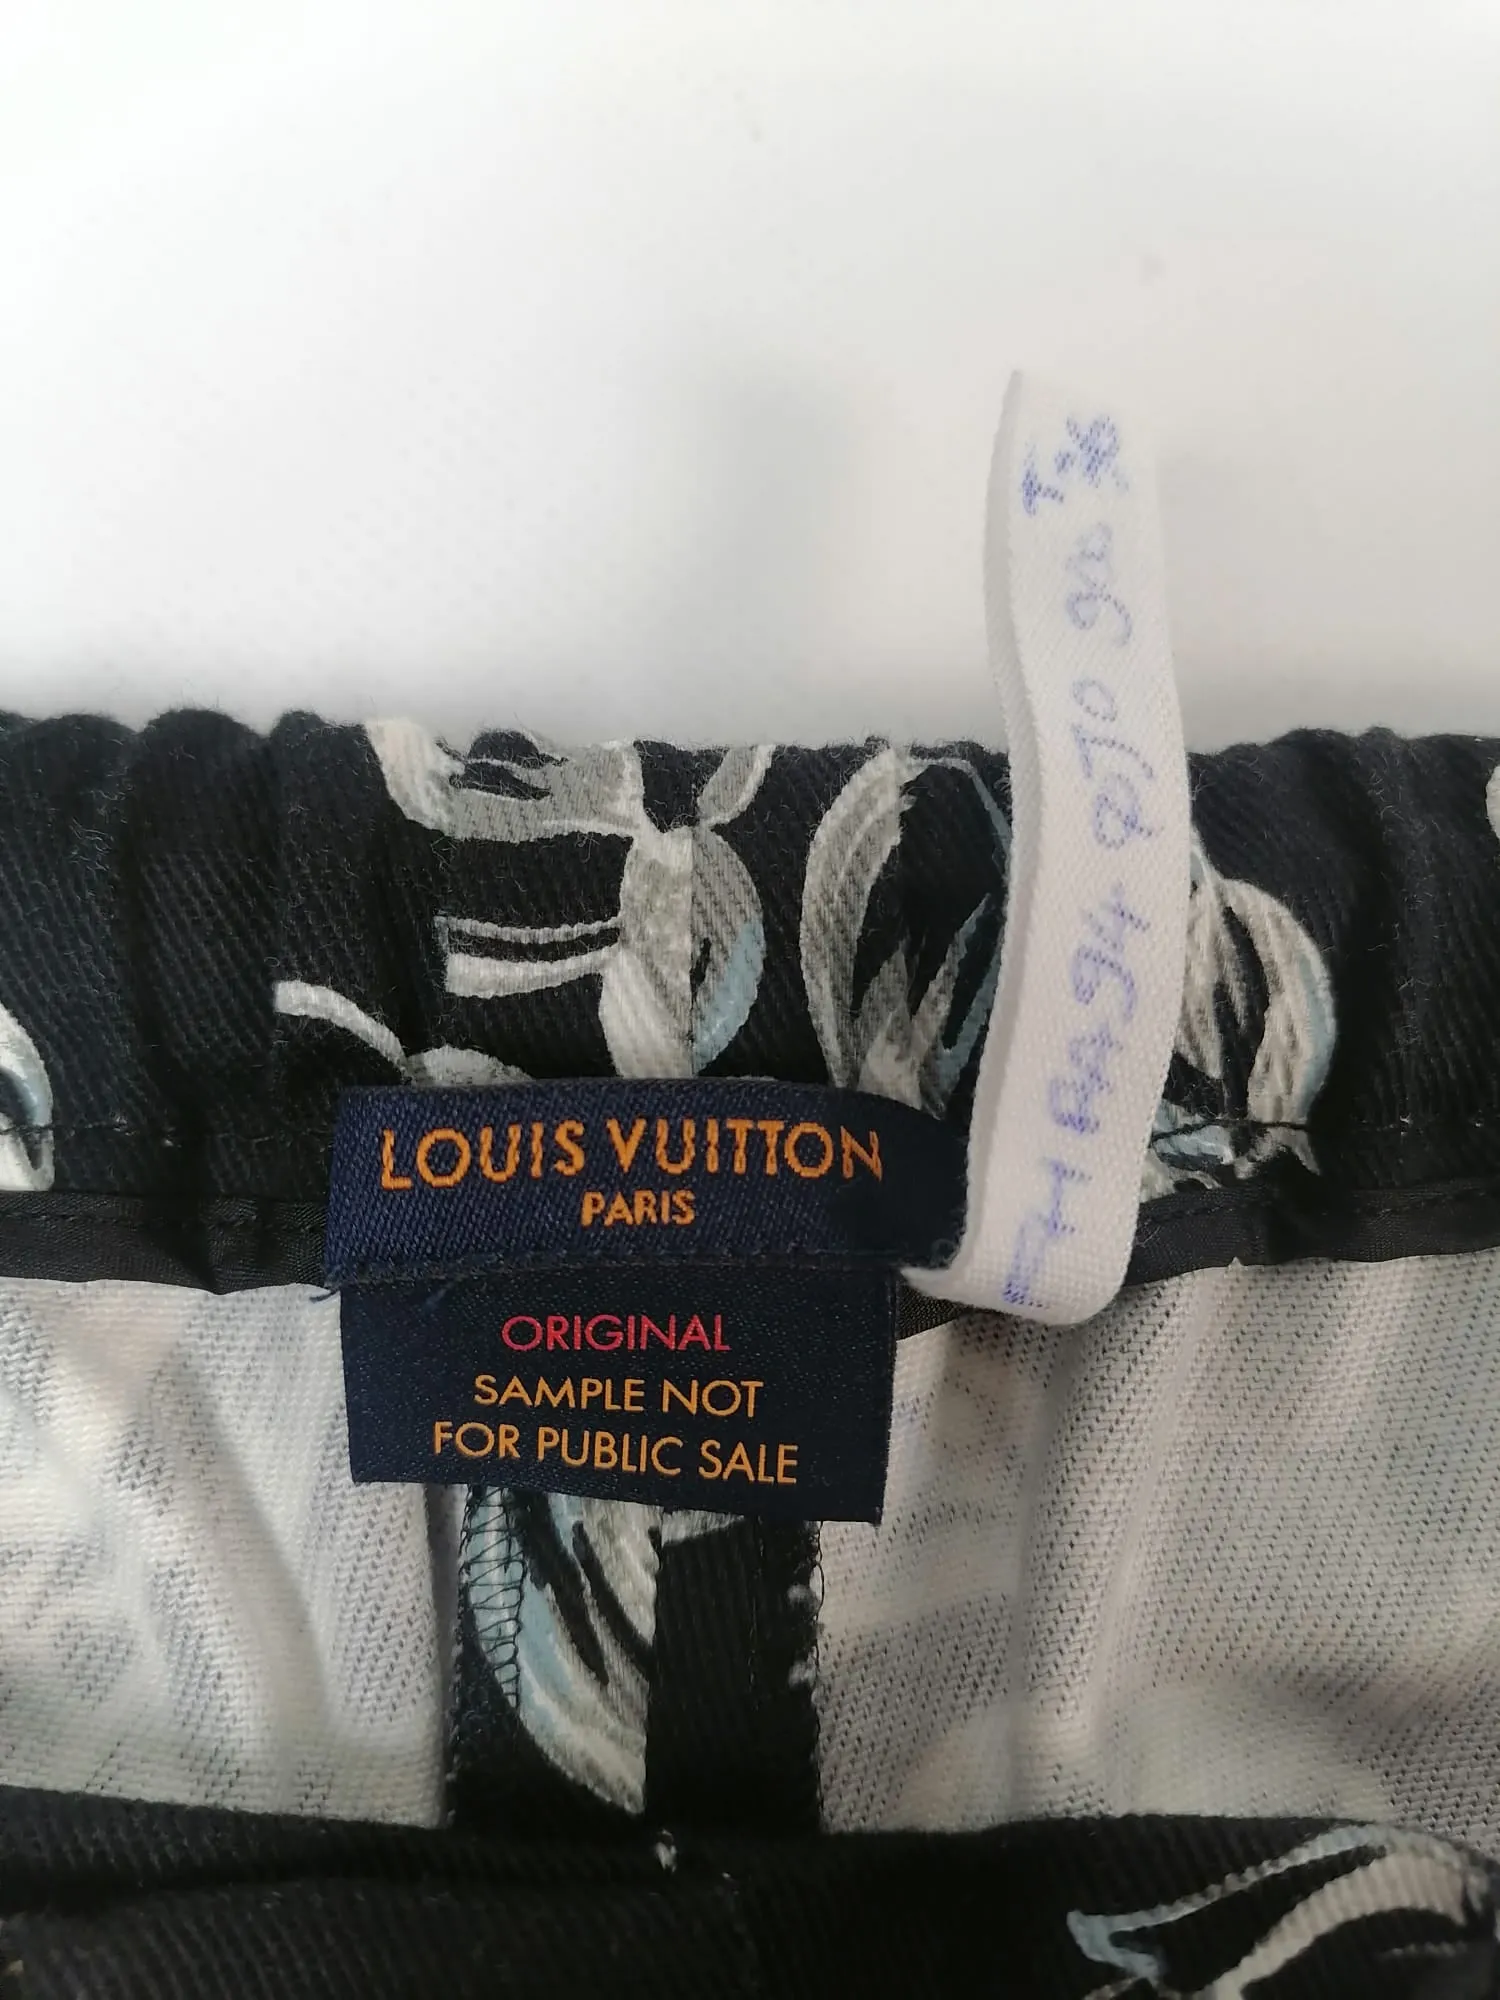 LOUIS VUITTON
PARIS
ORIGINAL
SAMPLE NOT
FOR PUBLIC SALE